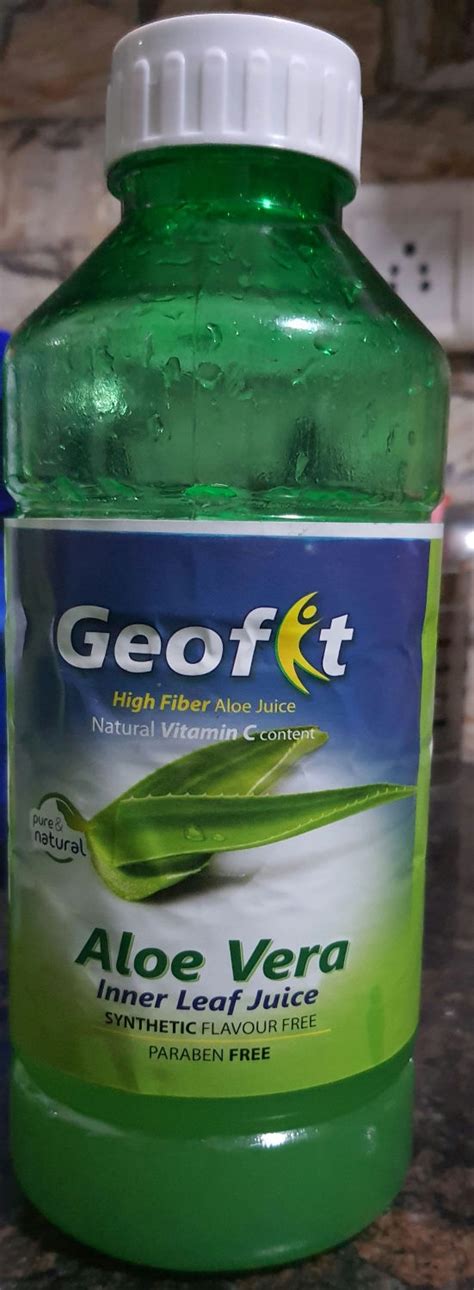 Geofit
High Fiber Aloe Juice
Natural Vitamin C content
pure &
natural
Aloe Vera
Inner Leaf Juice
SYNTHETIC FLAVOUR FREE
PARABEN FREE